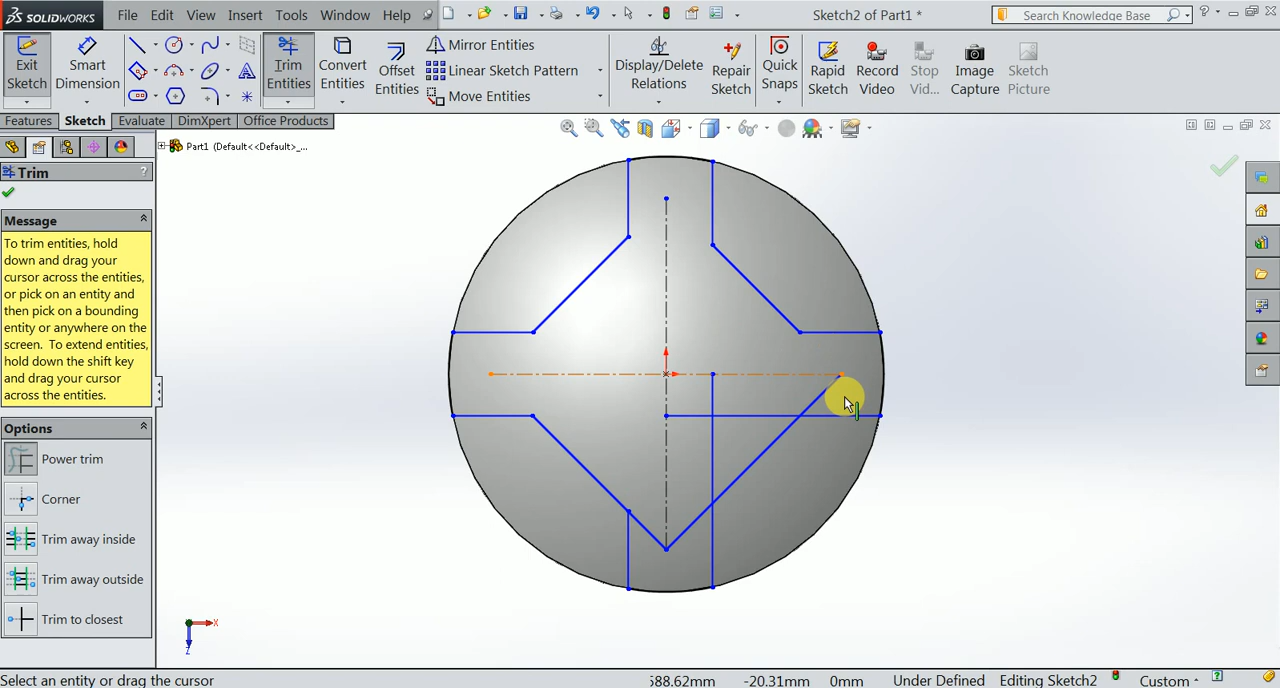 SOLIDWORKS File Edit View Insert Tools Window Help Sketch2 of Part1 * Search Knowledge Base
Exit Sketch
Smart Dimension
Trim Entities
Convert Entities
Offset Entities
Mirror Entities
Linear Sketch Pattern
Move Entities
Display/Delete Relations
Repair Sketch
Quick Snaps
Rapid Sketch
Record Video
Stop Vid...
Image Capture
Sketch Picture
Features Sketch Evaluate DimXpert Office Products
Part1 (Default<<Default>_...
Trim ?
Message
To trim entities, hold
down and drag your
cursor across the entities,
or pick on an entity and
then pick on a bounding
entity or anywhere on the
screen. To extend entities,
hold down the shift key
and drag your cursor
across the entities.
Options
Power trim
Corner
Trim away inside
Trim away outside
Trim to closest
X
Z
Select an entity or drag the cursor 588.62mm -20.31mm 0mm Under Defined Editing Sketch2 Custom